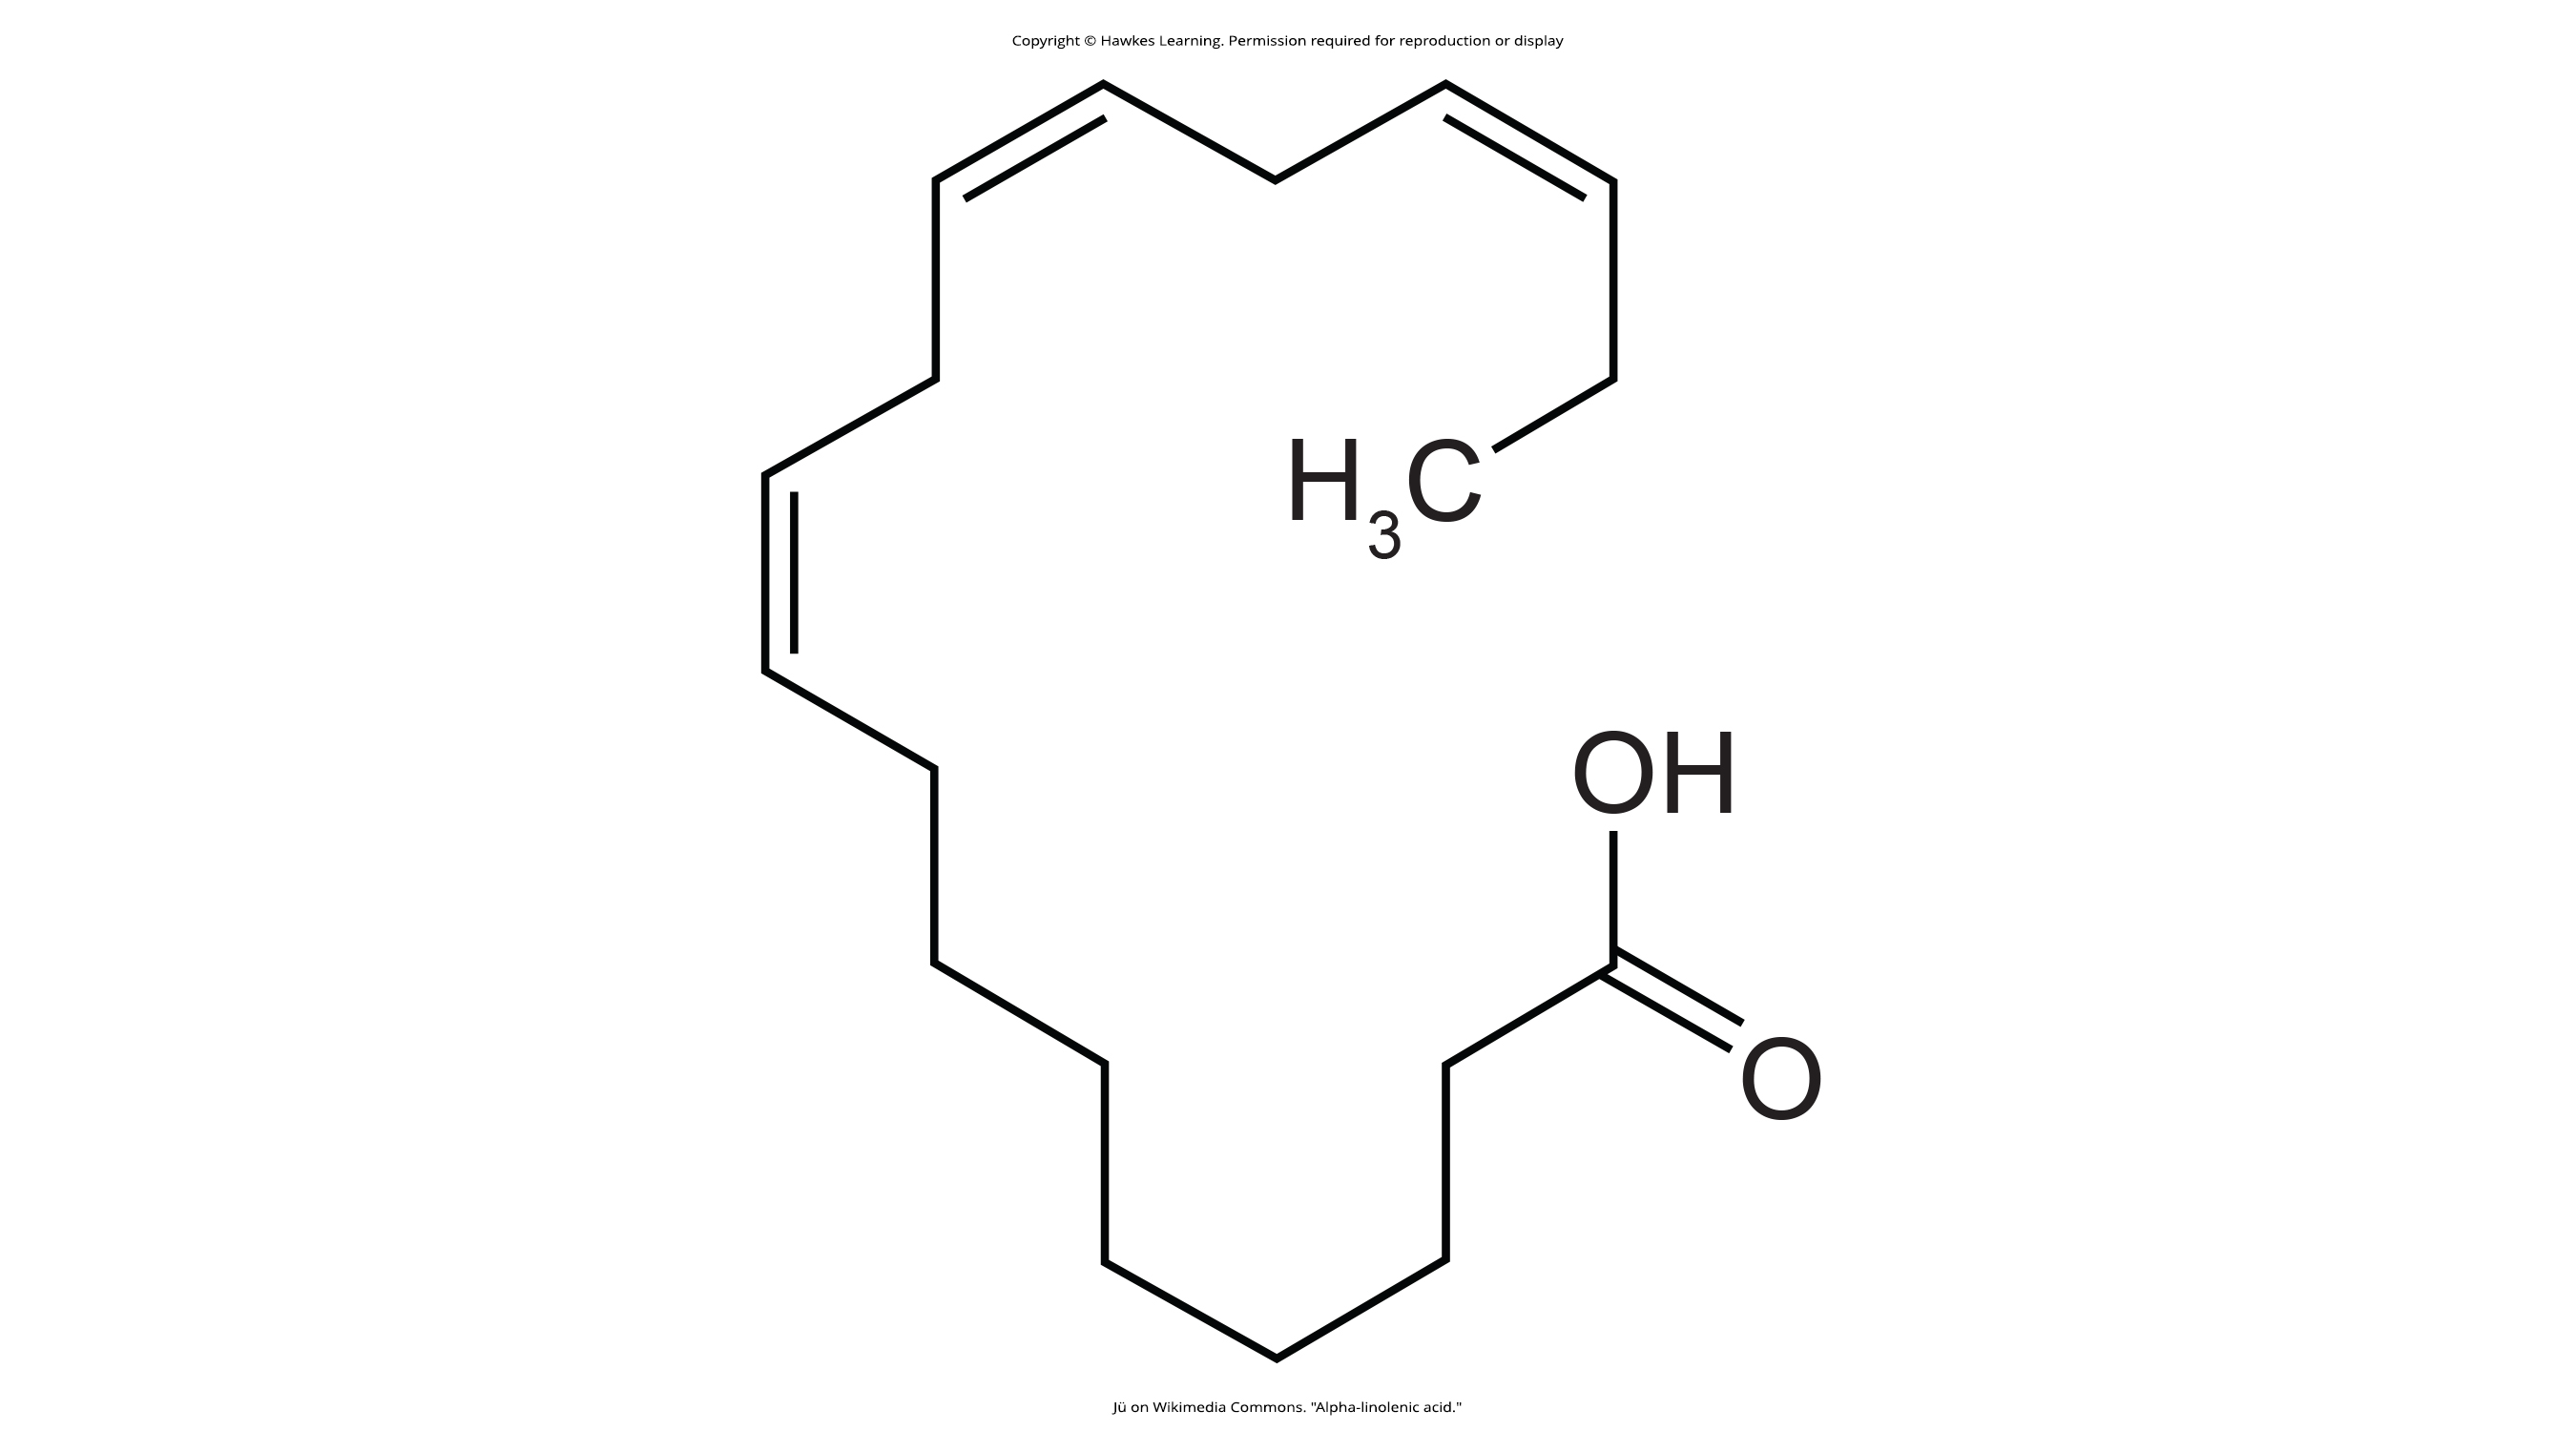 Copyright © Hawkes Learning. Permission required for reproduction or display
H3C
OH
O
Jü on Wikimedia Commons. "Alpha-linolenic acid."